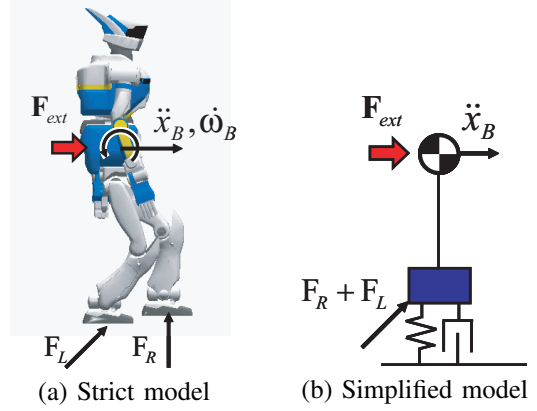 F_ext
ẍ_B, ω̇_B
F_L
F_R
(a) Strict model
F_ext
ẍ_B
F_R + F_L
(b) Simplified model